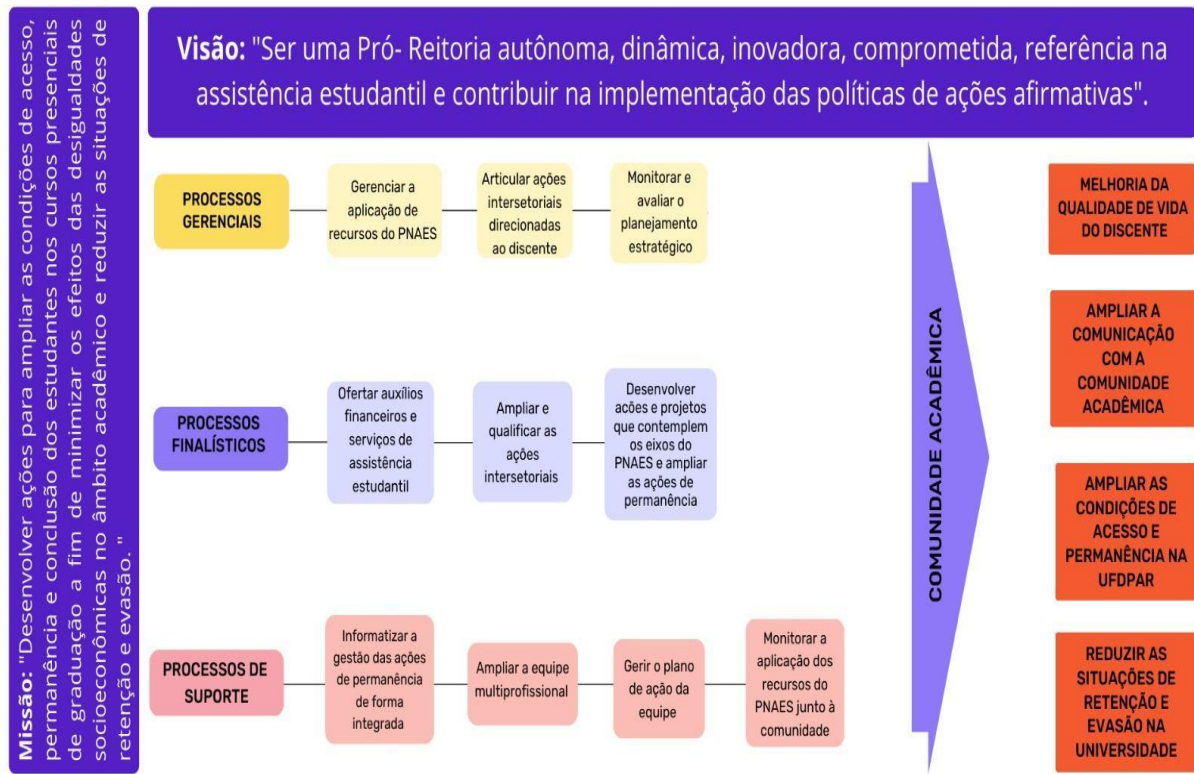 Missão: "Desenvolver ações para ampliar as condições de acesso,
permanência e conclusão dos estudantes nos cursos presenciais
de graduação a fim de minimizar os efeitos das desigualdades
socioeconômicas no âmbito acadêmico e reduzir as situações de
retenção e evasão. "
Visão: "Ser uma Pró- Reitoria autônoma, dinâmica, inovadora, comprometida, referência na
assistência estudantil e contribuir na implementação das políticas de ações afirmativas".
PROCESSOS
GERENCIAIS
Gerenciar a
aplicação de
recursos do PNAES
Articular ações
intersetoriais
direcionadas
ao discente
Monitorar e
avaliar o
planejamento
estratégico
PROCESSOS
FINALÍSTICOS
Ofertar auxílios
financeiros e
serviços de
assistência
estudantil
Ampliar e
qualificar as
ações
intersetoriais
Desenvolver
acões e projetos
que contemplem
os eixos do
PNAES e ampliar
as ações de
permanência
PROCESSOS DE
SUPORTE
Informatizar a
gestão das ações
de permanência
de forma
integrada
Ampliar a equipe
multiprofissional
Gerir o plano
de ação da
equipe
Monitorar a
aplicação dos
recursos do
PNAES junto à
comunidade
COMUNIDADE ACADÊMICA
MELHORIA DA
QUALIDADE DE VIDA
DO DISCENTE
AMPLIAR A
COMUNICAÇÃO
COM A
COMUNIDADE
ACADÊMICA
AMPLIAR AS
CONDIÇÕES DE
ACESSO E
PERMANÊNCIA NA
UFDPAR
REDUZIR AS
SITUAÇÕES DE
RETENÇÃO E
EVASÃO NA
UNIVERSIDADE